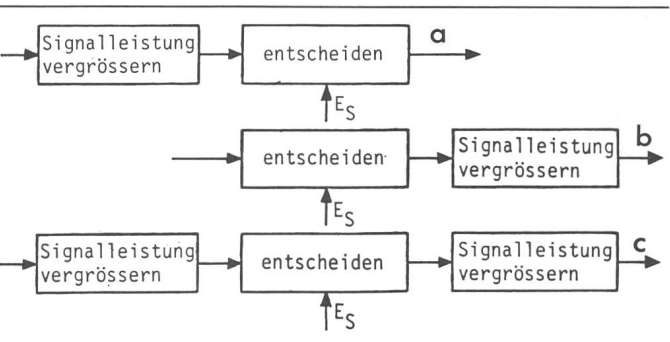 Signalleistung
vergrössern
entscheiden
a
E_S
entscheiden
Signalleistung
vergrössern
b
E_S
Signalleistung
vergrössern
entscheiden
Signalleistung
vergrössern
c
E_S